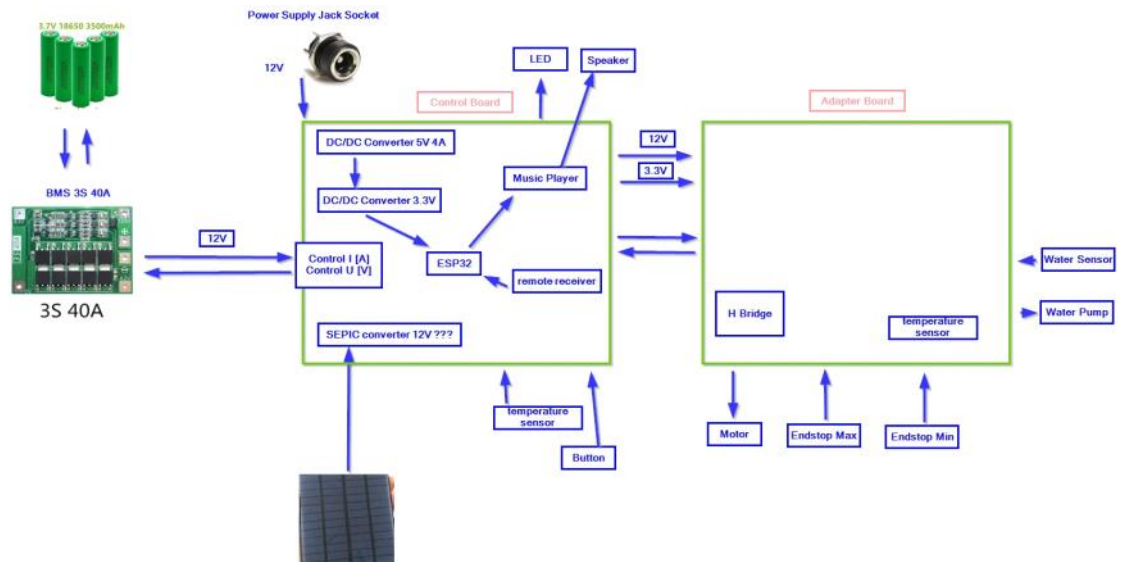 3.7V 18650 3500mAh
Power Supply Jack Socket
12V
LED
Speaker
Control Board
Adapter Board
DC/DC Converter 5V 4A
Music Player
12V
3.3V
DC/DC Converter 3.3V
BMS 3S 40A
12V
Control I [A]
Control U [V]
ESP32
remote receiver
Water Sensor
3S 40A
H Bridge
Water Pump
SEPIC converter 12V ???
temperature
sensor
temperature
sensor
Motor
Endstop Max
Endstop Min
Button